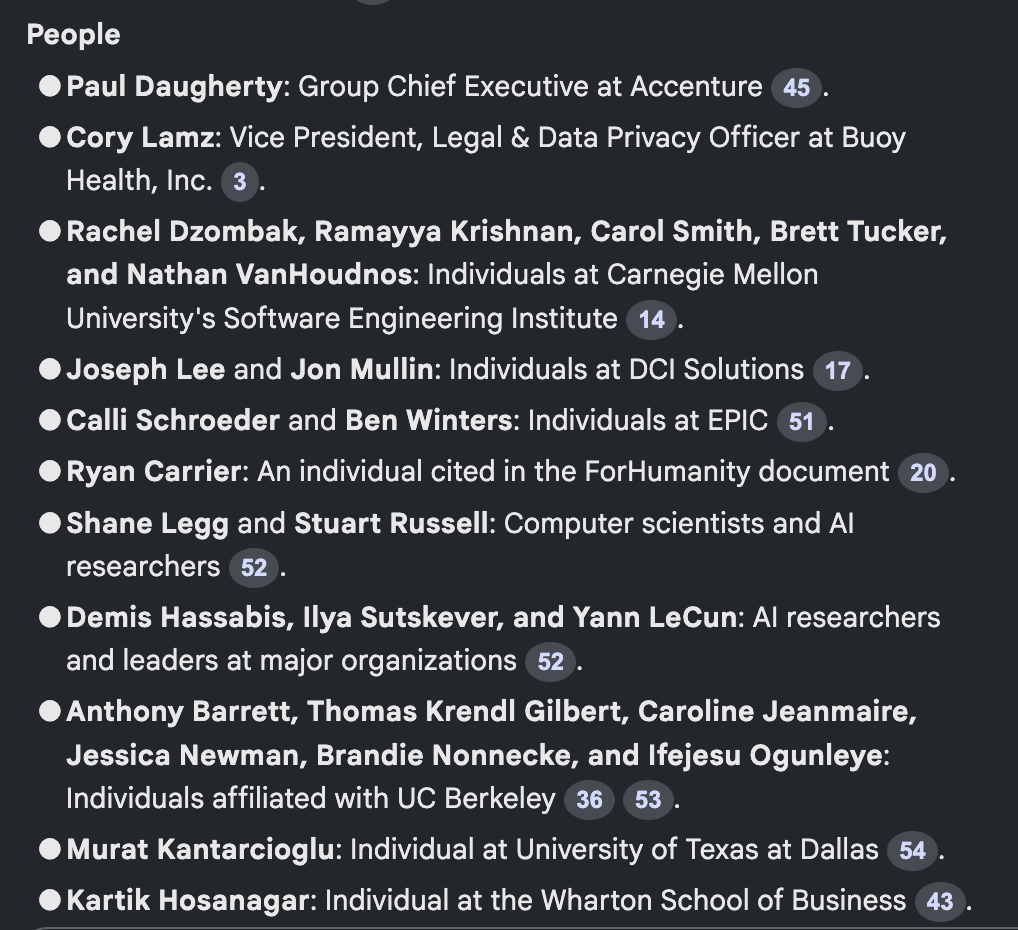 People
Paul Daugherty: Group Chief Executive at Accenture 45.
Cory Lamz: Vice President, Legal & Data Privacy Officer at Buoy
Health, Inc. 3.
Rachel Dzombak, Ramayya Krishnan, Carol Smith, Brett Tucker,
and Nathan VanHoudnos: Individuals at Carnegie Mellon
University's Software Engineering Institute 14.
Joseph Lee and Jon Mullin: Individuals at DCI Solutions 17.
Calli Schroeder and Ben Winters: Individuals at EPIC 51.
Ryan Carrier: An individual cited in the ForHumanity document 20.
Shane Legg and Stuart Russell: Computer scientists and AI
researchers 52.
Demis Hassabis, Ilya Sutskever, and Yann LeCun: AI researchers
and leaders at major organizations 52.
Anthony Barrett, Thomas Krendl Gilbert, Caroline Jeanmaire,
Jessica Newman, Brandie Nonnecke, and Ifejesu Ogunleye:
Individuals affiliated with UC Berkeley 36 53.
Murat Kantarcioglu: Individual at University of Texas at Dallas 54.
Kartik Hosanagar: Individual at the Wharton School of Business 43.